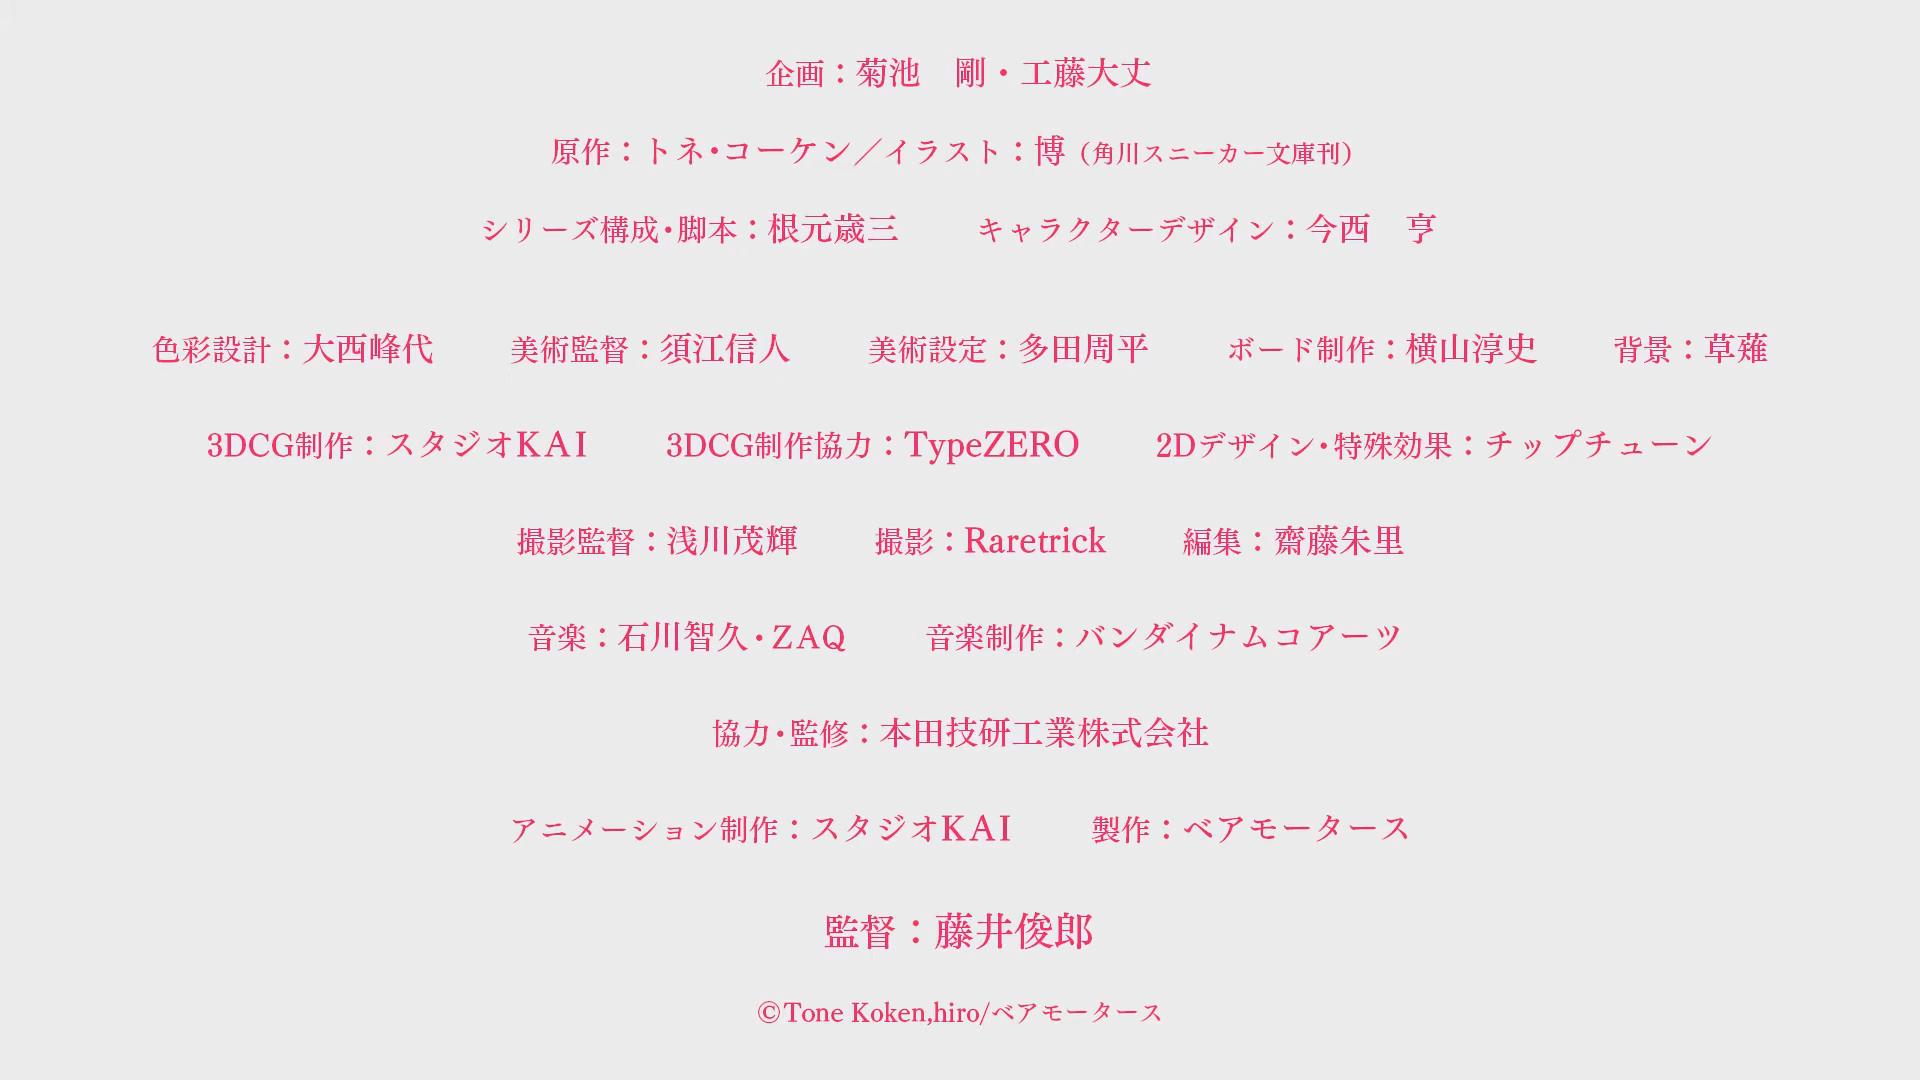 企画：菊池　剛・工藤大丈
原作：トネ・コーケン／イラスト：博（角川スニーカー文庫刊）
シリーズ構成・脚本：根元歳三　　キャラクターデザイン：今西　亨
色彩設計：大西峰代　　美術監督：須江信人　　美術設定：多田周平　　ボード制作：横山淳史　　背景：草薙
3DCG制作：スタジオKAI　　3DCG制作協力：TypeZERO　　2Dデザイン・特殊効果：チップチューン
撮影監督：浅川茂輝　　撮影：Raretrick　　編集：齋藤朱里
音楽：石川智久・ZAQ　　音楽制作：バンダイナムコアーツ
協力・監修：本田技研工業株式会社
アニメーション制作：スタジオKAI　　製作：ベアモータース
監督：藤井俊郎
©Tone Koken,hiro/ベアモータース